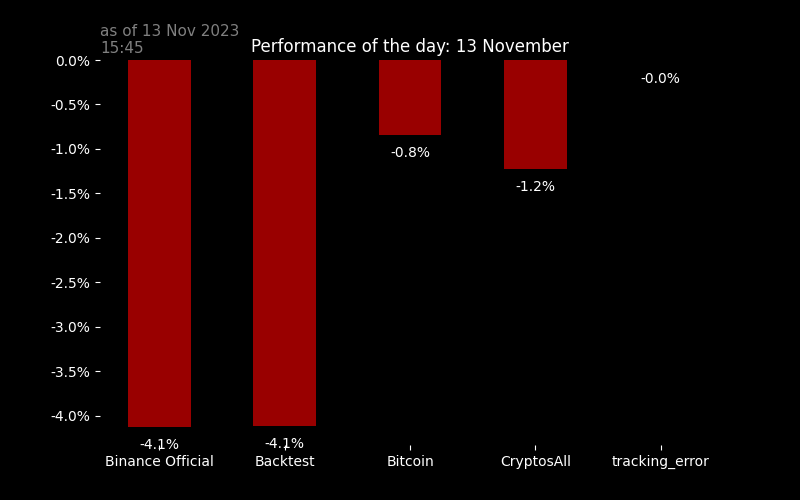 as of 13 Nov 2023
15:45
Performance of the day: 13 November
0.0%
-0.5%
-1.0%
-1.5%
-2.0%
-2.5%
-3.0%
-3.5%
-4.0%
-4.1%
-4.1%
-0.8%
-1.2%
-0.0%
Binance Official
Backtest
Bitcoin
CryptosAll
tracking_error